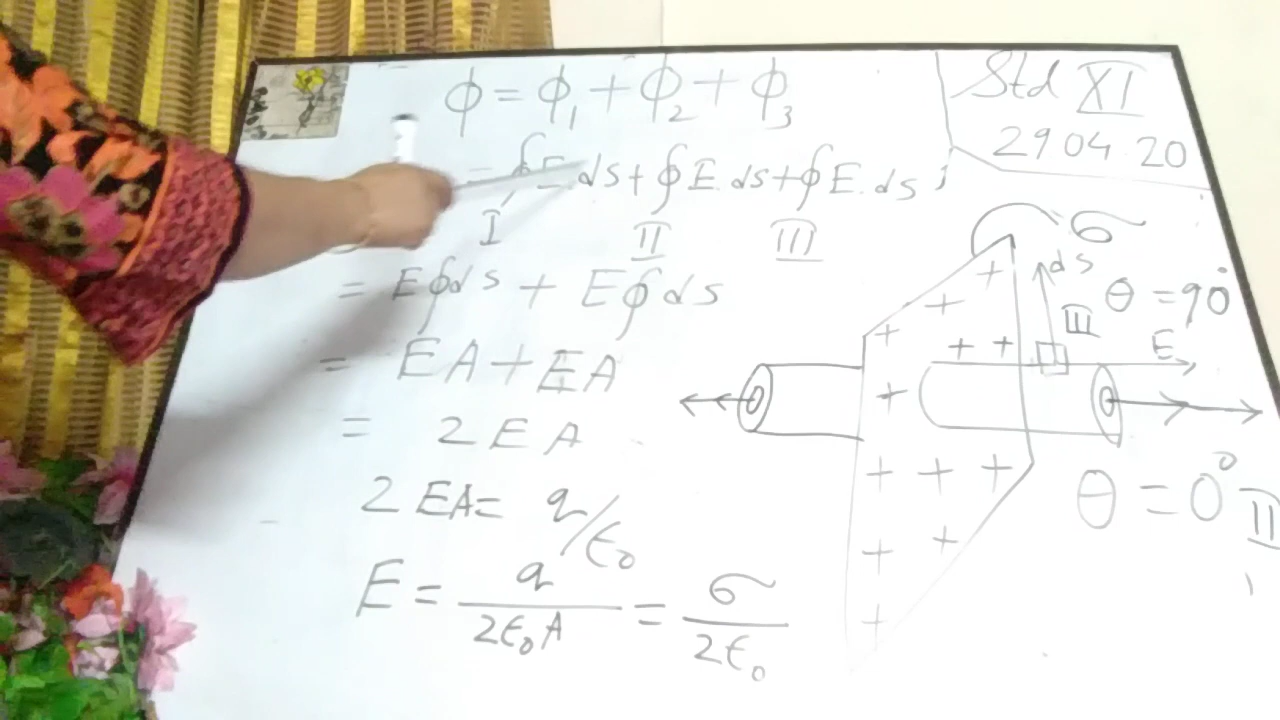 ϕ = ϕ₁ + ϕ₂ + ϕ₃
= ∮E.ds + ∮E.ds + ∮E.ds
I II III
= E∮ds + E∮ds
= EA + EA
= 2EA
2EA = q/ϵ₀
E = q/2ϵ₀A = σ/2ϵ₀
Std XI
29 04.20
σ
+ ds
+ III θ = 90°
+ + + E
+
+ + +
θ = 0° II
+ +
+